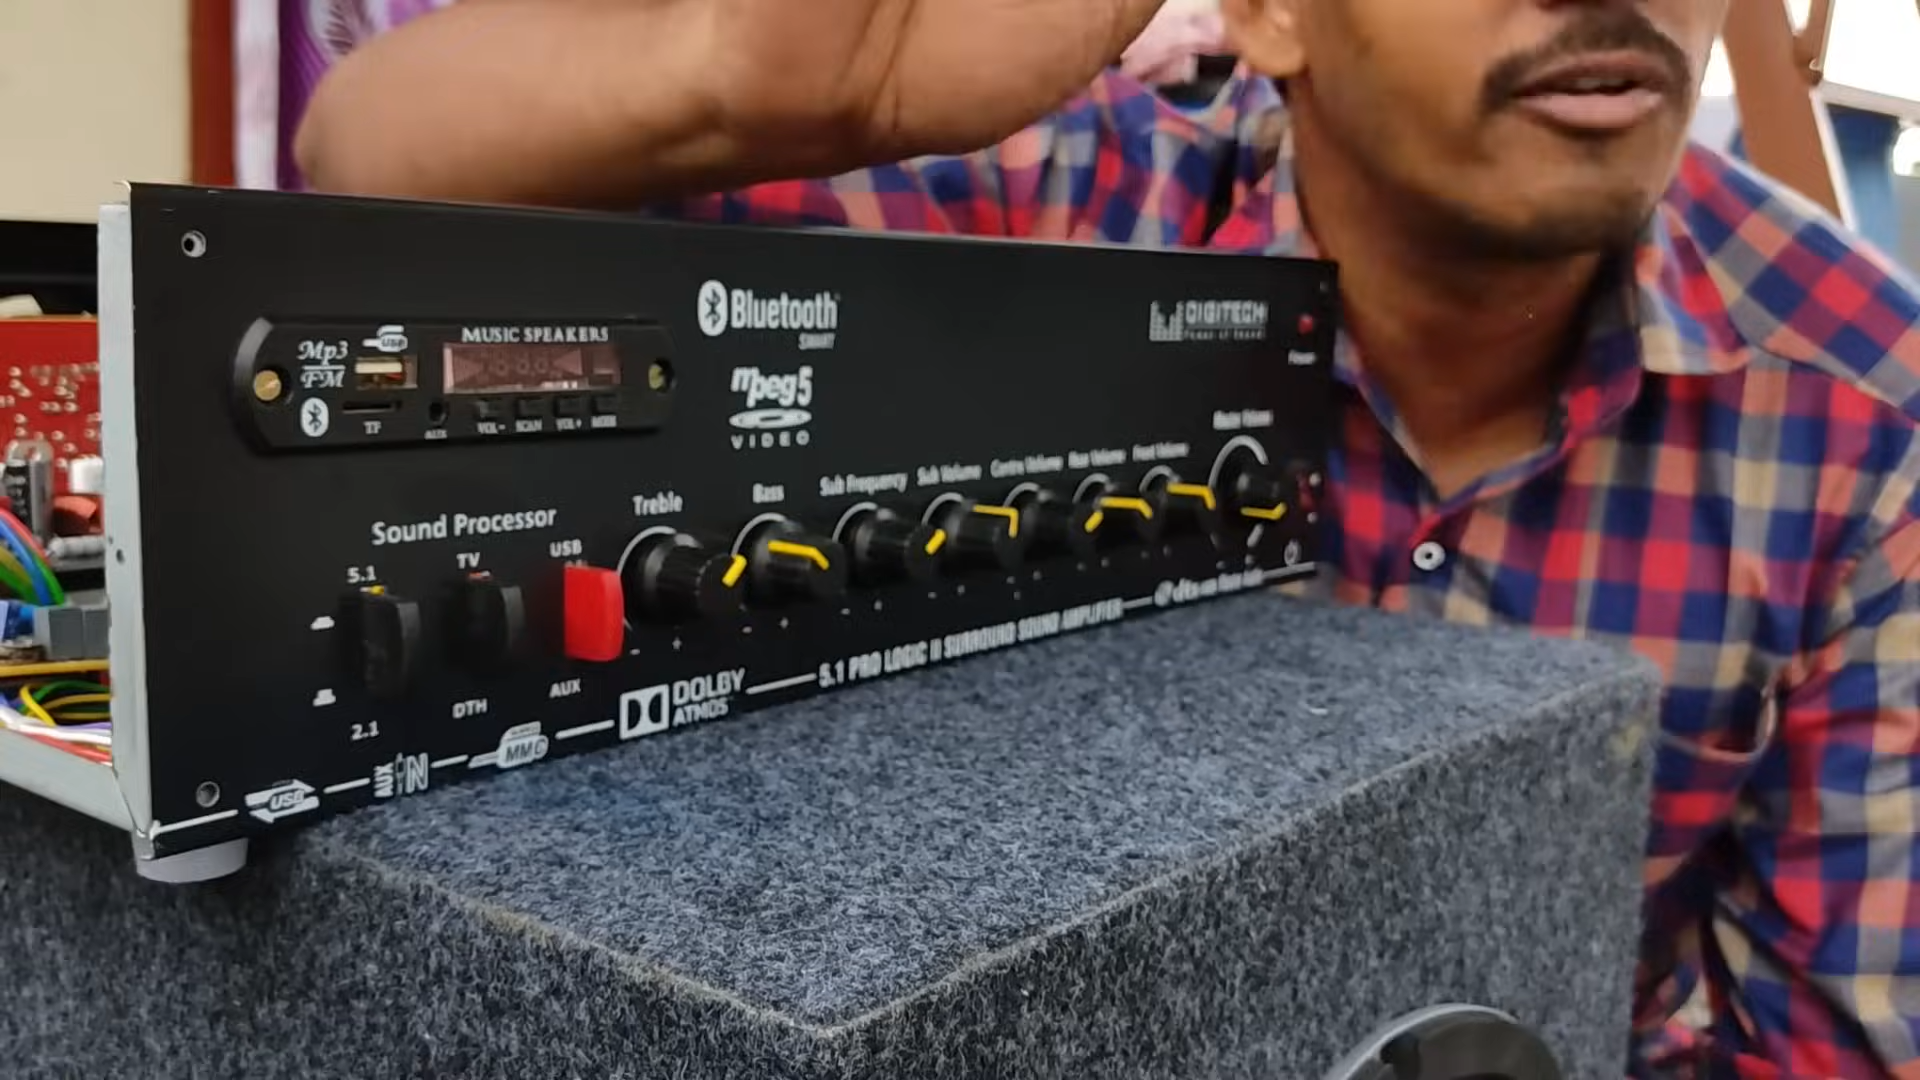 MUSIC SPEAKERS
Mp3
FM
USB
TF
AUX
VOL-
SCAN
VOL+
MODE
Bluetooth
SMART
mpeg5
VIDEO
DIGITECH
Power
Sound Processor
5.1
2.1
TV
DTH
USB
AUX
Treble
Bass
Sub Frequency
Sub Volume
Centre Volume
Rear Volume
Front Volume
Master Volume
USB
AUX IN
MMC
DOLBY
ATMOS
5.1 PRO LOGIC II SURROUND SOUND AMPLIFIER
dts